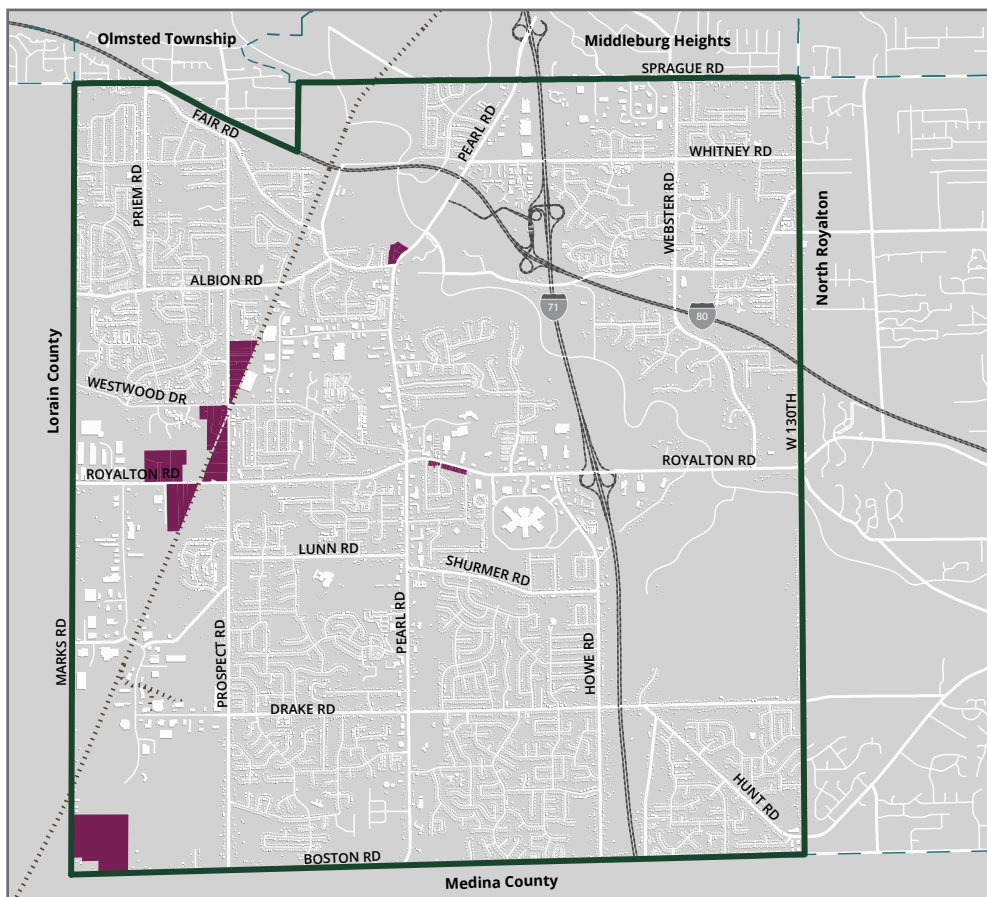 Olmsted Township
Middleburg Heights
SPRAGUE RD
FAIR RD
PEARL RD
WHITNEY RD
PRIEM RD
WEBSTER RD
North Royalton
ALBION RD
71
80
Lorain County
WESTWOOD DR
W 130TH
ROYALTON RD
ROYALTON RD
LUNN RD
SHURMER RD
MARKS RD
PROSPECT RD
PEARL RD
HOWE RD
DRAKE RD
HUNT RD
BOSTON RD
Medina County